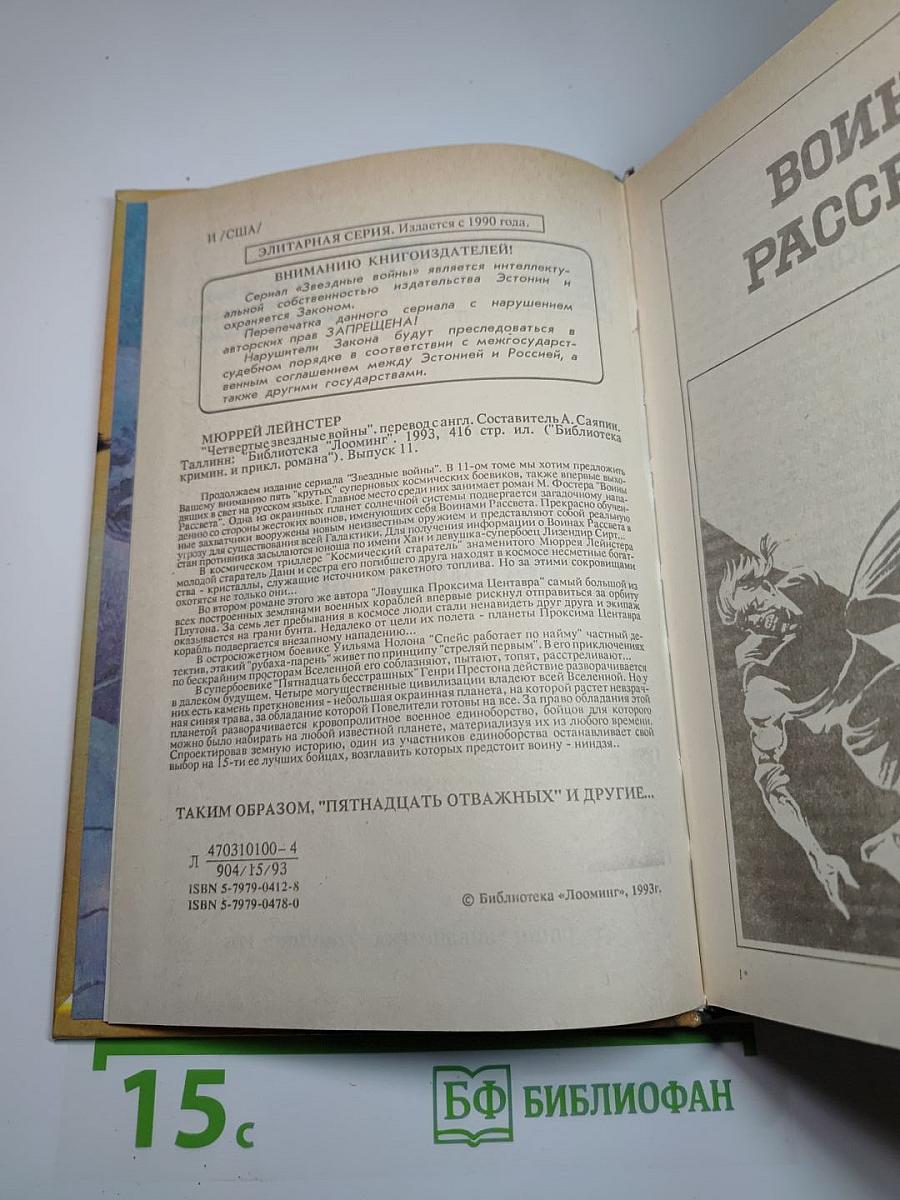 И /США/
ЭЛИТАРНАЯ СЕРИЯ. Издается с 1990 года.
ВНИМАНИЮ КНИГОИЗДАТЕЛЕЙ!
Сериал «Звездные войны» является интеллекту-
альной собственностью издательства Эстонии и
охраняется Законом.
Перепечатка данного сериала с нарушением
авторских прав ЗАПРЕЩЕНА!
Нарушители Закона будут преследоваться в
судебном порядке в соответствии с межгосударст-
венным соглашением между Эстонией и Россией, а
также другими государствами.
МЮРРЕЙ ЛЕЙНСТЕР
"Четвертые звездные войны". перевод с англ. Составитель А. Саяпин.
Таллинн: "Библиотека "Лооминг". 1993, 416 стр. ил. ("Библиотека
кримин. и прикл. романа"). Выпуск 11.
Продолжаем издание сериала "Звездные войны". В 11-ом томе мы хотим предложить
Вашему вниманию пять "крутых" суперновых космических боевиков, также впервые выхо-
дящих в свет на русском языке. Главное место среди них занимает роман М. Фостера "Воины
Рассвета". Одна из окраинных планет солнечной системы подвергается загадочному напа-
дению со стороны жестоких воинов, именующих себя Воинами Рассвета. Прекрасно обучен-
ные захватчики вооружены новым неизвестным оружием и представляют собой реальную
угрозу для существования всей Галактики. Для получения информации о Воинах Рассвета в
стан противника засылаются юноша по имени Хан и девушка-супербоец Лизендир Сирт...
В космическом триллере "Космический старатель" знаменитого Мюррея Лейнстера
молодой старатель Данн и сестра его погибшего друга находят в космосе несметные богат-
ства - кристаллы, служащие источником ракетного топлива. Но за этими сокровищами
охотятся не только они...
Во втором романе этого же автора "Ловушка Проксима Центавра" самый большой из
всех построенных землянами военных кораблей впервые рискнул отправиться за орбиту
Плутона. За семь лет пребывания в космосе люди стали ненавидеть друг друга и экипаж
оказывается на грани бунта. Недалеко от цели их полета - планеты Проксима Центавра
корабль подвергается внезапному нападению...
В остросюжетном боевике Уильяма Нолона "Спейс работает по найму" частный де-
тектив, этакий "рубаха-парень" живет по принципу "стреляй первым". В его приключениях
по бескрайним просторам Вселенной его соблазняют, пытают, топят, расстреливают...
В супербоевике "Пятнадцать бесстрашных" Генри Престона действие разворачивается
в далеком будущем. Четыре могущественные цивилизации владеют всей Вселенной. Но у
них есть камень преткновения - небольшая окраинная планета, на которой растет невзрач-
ная синяя трава, за обладание которой Повелители готовы на все. За право обладания этой
планетой разворачивается кровопролитное военное единоборство, бойцов для которого
можно было набирать на любой известной планете, материализуя их из любого времени.
Спроектировав земную историю, один из участников единоборства останавливает свой
выбор на 15-ти ее лучших бойцах, возглавить которых предстоит воину - ниндзя..
ТАКИМ ОБРАЗОМ, "ПЯТНАДЦАТЬ ОТВАЖНЫХ" И ДРУГИЕ...
Л 470310100-4
904/15/93
ISBN 5-7979-0412-8
ISBN 5-7979-0478-0
© Библиотека «Лооминг», 1993г.
ВОИН
РАССВ
1*
15 с
БФ БИБЛИОФАН